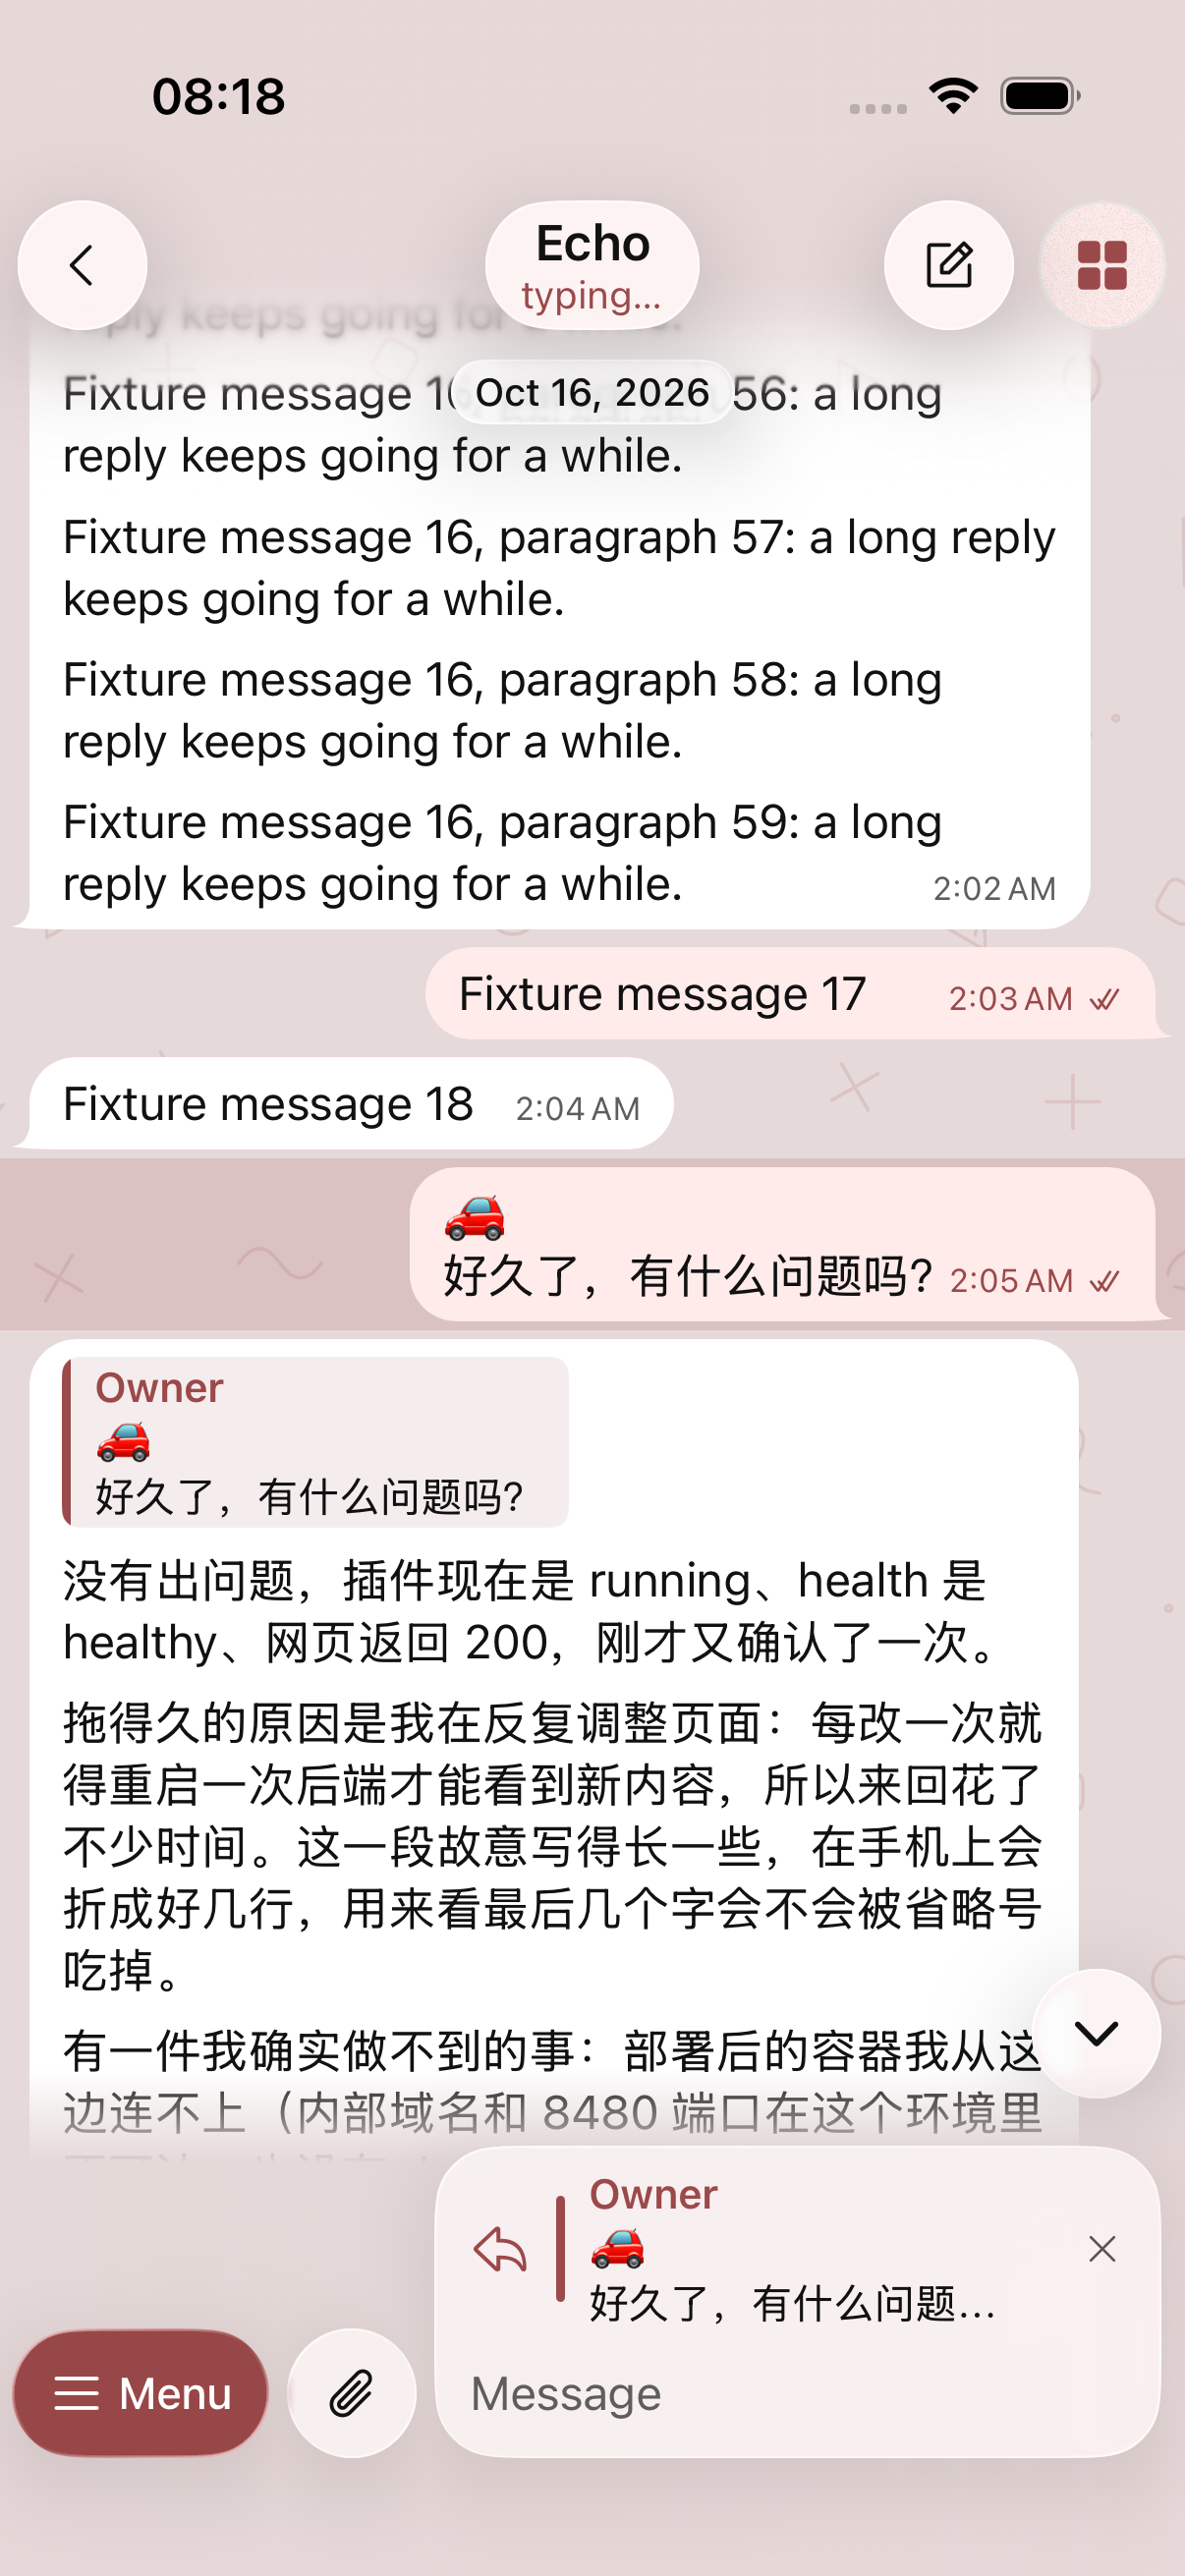 08:18
Echo
typing...
reply keeps going for
Fixture message 16
Oct 16, 2026
56: a long
reply keeps going for a while.
Fixture message 16, paragraph 57: a long reply
keeps going for a while.
Fixture message 16, paragraph 58: a long
reply keeps going for a while.
Fixture message 16, paragraph 59: a long
reply keeps going for a while.
2:02 AM
Fixture message 17
2:03 AM
Fixture message 18
2:04 AM
🚗
好久了，有什么问题吗?
2:05 AM
Owner
🚗
好久了，有什么问题吗?
没有出问题，插件现在是 running、health 是
healthy、网页返回 200，刚才又确认了一次。
拖得久的原因是我在反复调整页面：每改一次就
得重启一次后端才能看到新内容，所以来回花了
不少时间。这一段故意写得长一些，在手机上会
折成好几行，用来看最后几个字会不会被省略号
吃掉。
有一件我确实做不到的事：部署后的容器我从这
边连不上（内部域名和 8480 端口在这个环境里
Owner
🚗
好久了，有什么问题...
Menu
Message